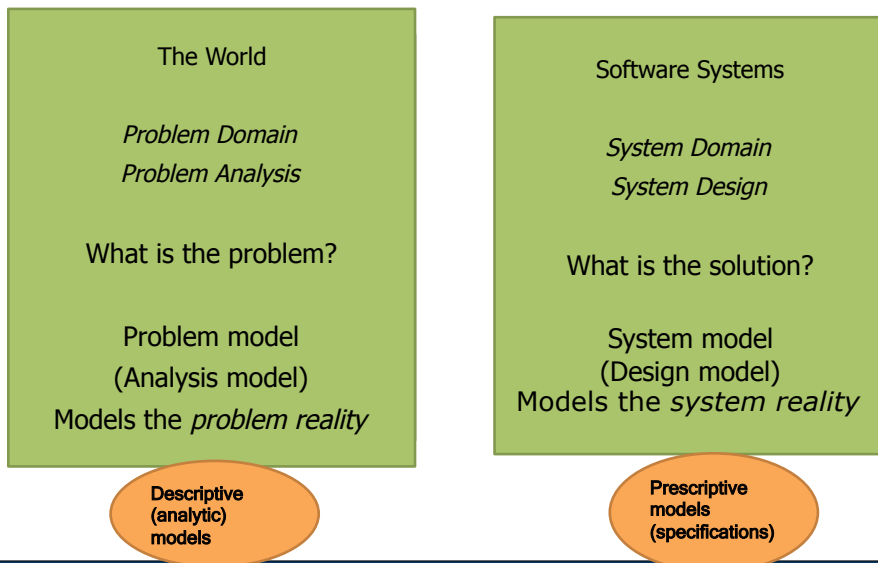 The World
Problem Domain
Problem Analysis
What is the problem?
Problem model
(Analysis model)
Models the problem reality
Descriptive
(analytic)
models
Software Systems
System Domain
System Design
What is the solution?
System model
(Design model)
Models the system reality
Prescriptive
models
(specifications)